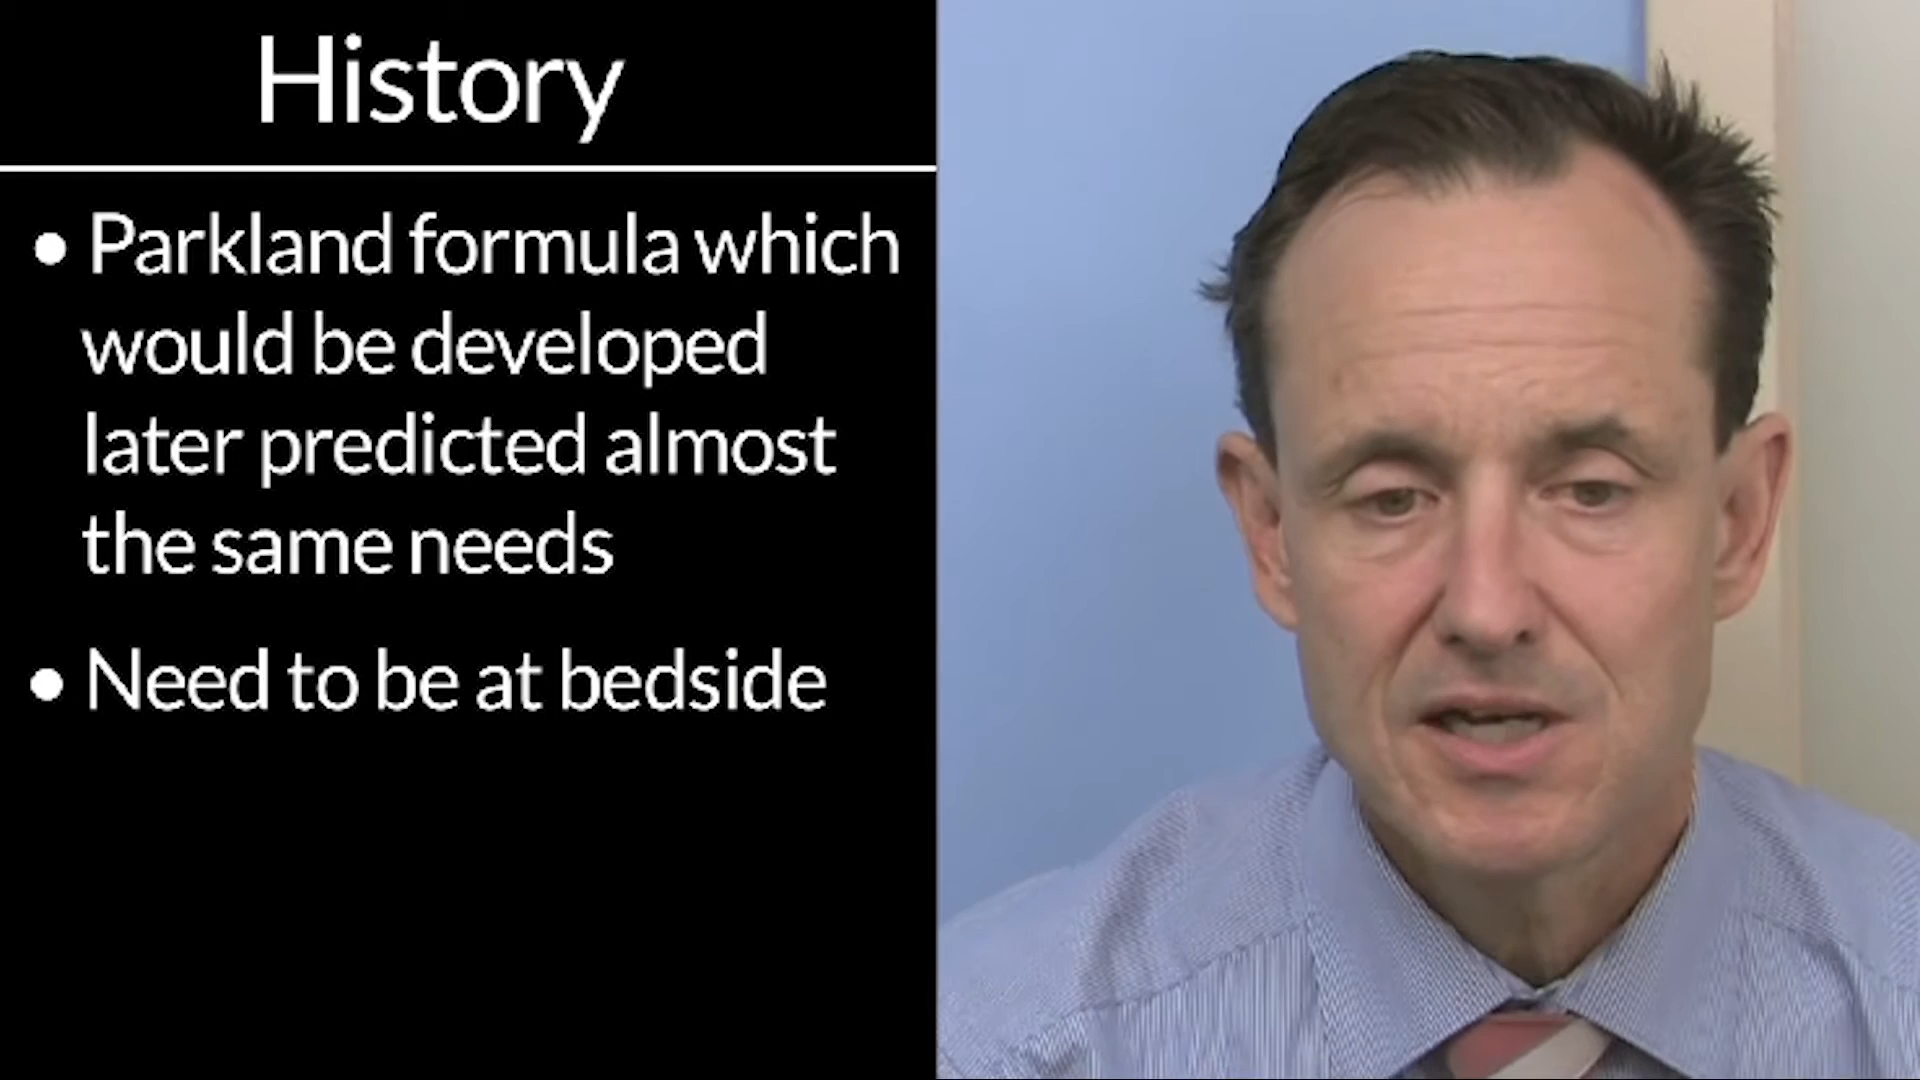 History
• Parkland formula which
would be developed
later predicted almost
the same needs
• Need to be at bedside